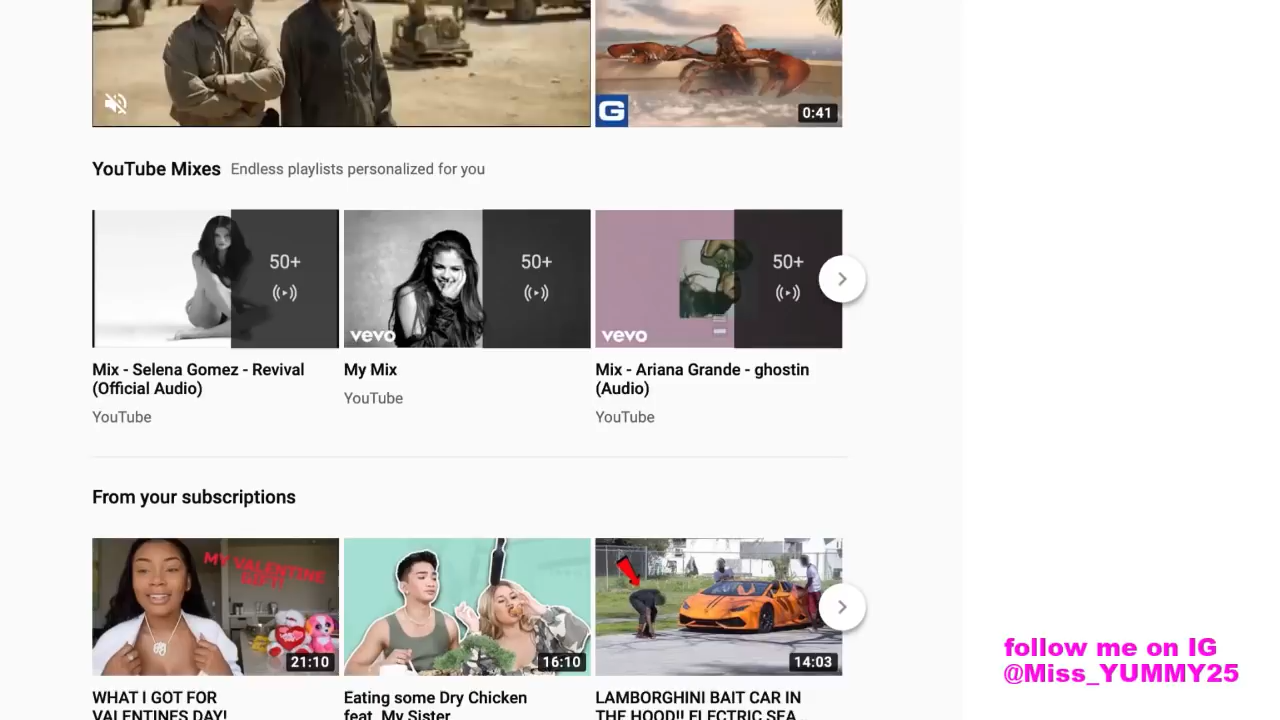 G
0:41
YouTube Mixes Endless playlists personalized for you
50+
50+
50+
vevo
vevo
Mix - Selena Gomez - Revival
(Official Audio)
YouTube
My Mix
YouTube
Mix - Ariana Grande - ghostin
(Audio)
YouTube
From your subscriptions
MY VALENTINE
21:10
16:10
14:03
WHAT I GOT FOR
VALENTINES DAY!
Eating some Dry Chicken
feat. My Sister
LAMBORGHINI BAIT CAR IN
THE HOOD!! ELECTRIC SEA...
follow me on IG
@Miss_YUMMY25